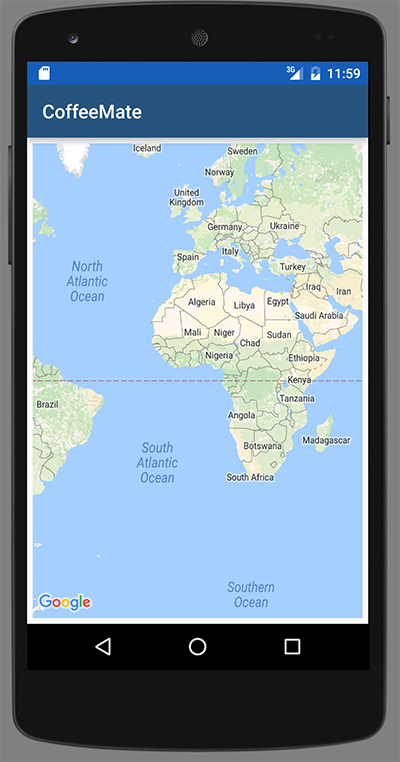 3G 11:59
CoffeeMate
Iceland
Sweden
Norway
United
Kingdom
Germany
Ukraine
Spain
Italy
Turkey
North
Atlantic
Ocean
Iraq
Iran
Algeria
Libya
Egypt
Saudi Arabia
Mali
Niger
Chad
Sudan
Nigeria
Ethiopia
Kenya
Brazil
Tanzania
Angola
Madagascar
Botswana
South
Atlantic
Ocean
South Africa
Southern
Ocean
Google